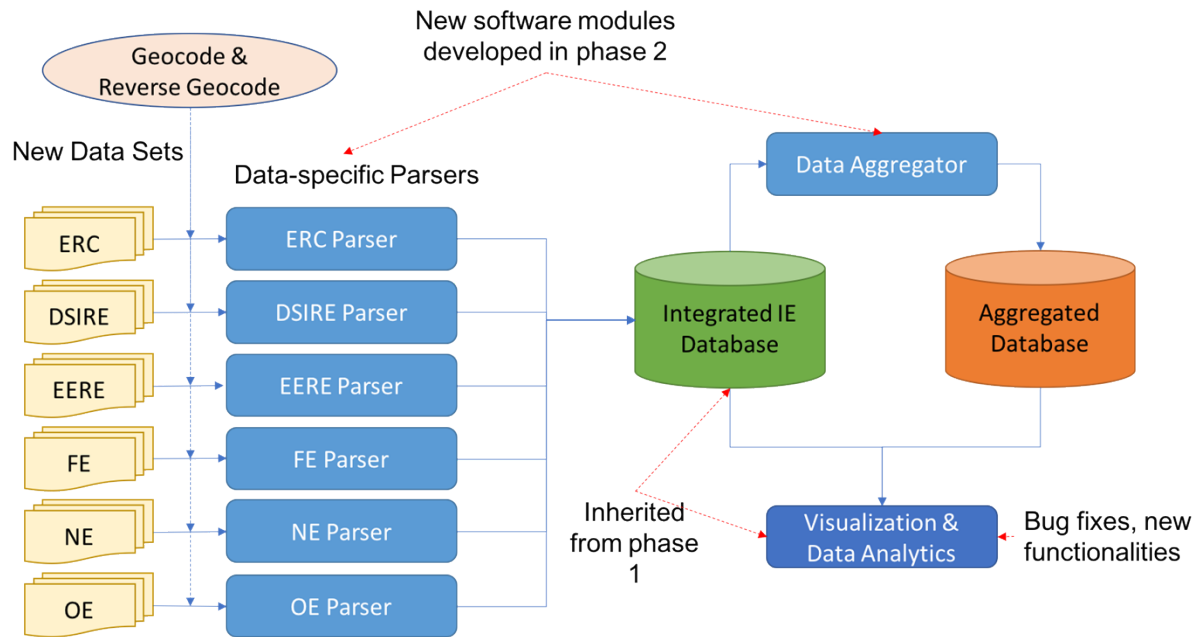 New software modules
developed in phase 2
Geocode &
Reverse Geocode
New Data Sets
Data-specific Parsers
Data Aggregator
ERC
ERC Parser
DSIRE
DSIRE Parser
EERE
EERE Parser
FE
FE Parser
NE
NE Parser
OE
OE Parser
Integrated IE
Database
Aggregated
Database
Inherited
from phase
1
Visualization &
Data Analytics
Bug fixes, new
functionalities